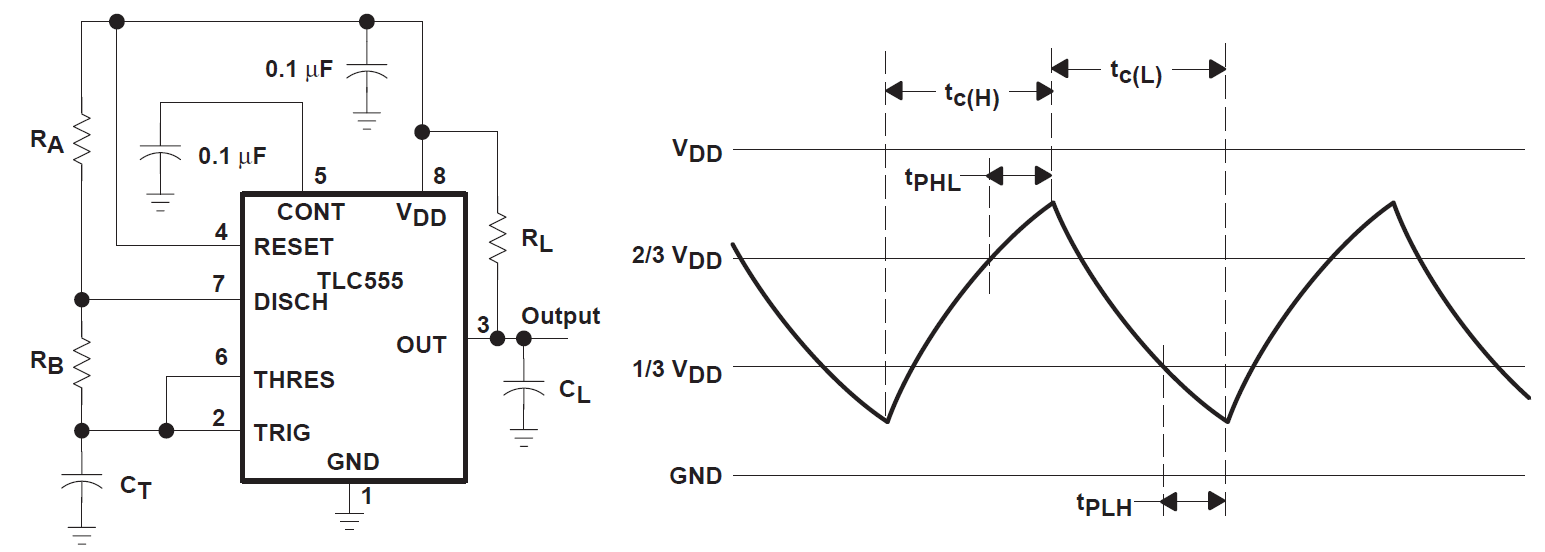 0.1 μF
RA
0.1 μF
5
8
CONT
VDD
4
RESET
RL
TLC555
7
DISCH
3
Output
OUT
RB
6
THRES
CL
2
TRIG
GND
CT
1
tc(H)
tc(L)
VDD
tPHL
2/3 VDD
1/3 VDD
GND
tPLH